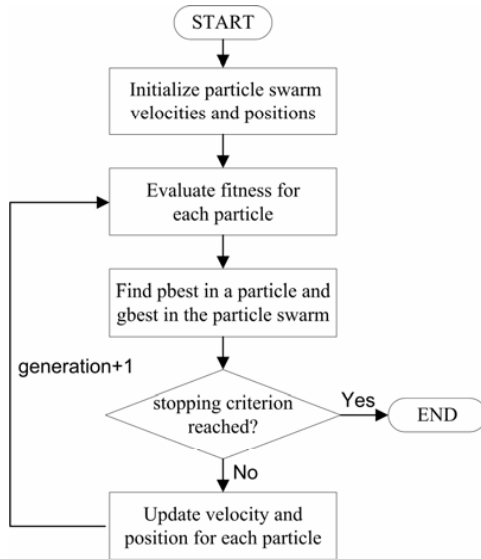 START
Initialize particle swarm
velocities and positions
Evaluate fitness for
each particle
Find pbest in a particle and
gbest in the particle swarm
generation+1
stopping criterion
reached?
Yes
END
No
Update velocity and
position for each particle